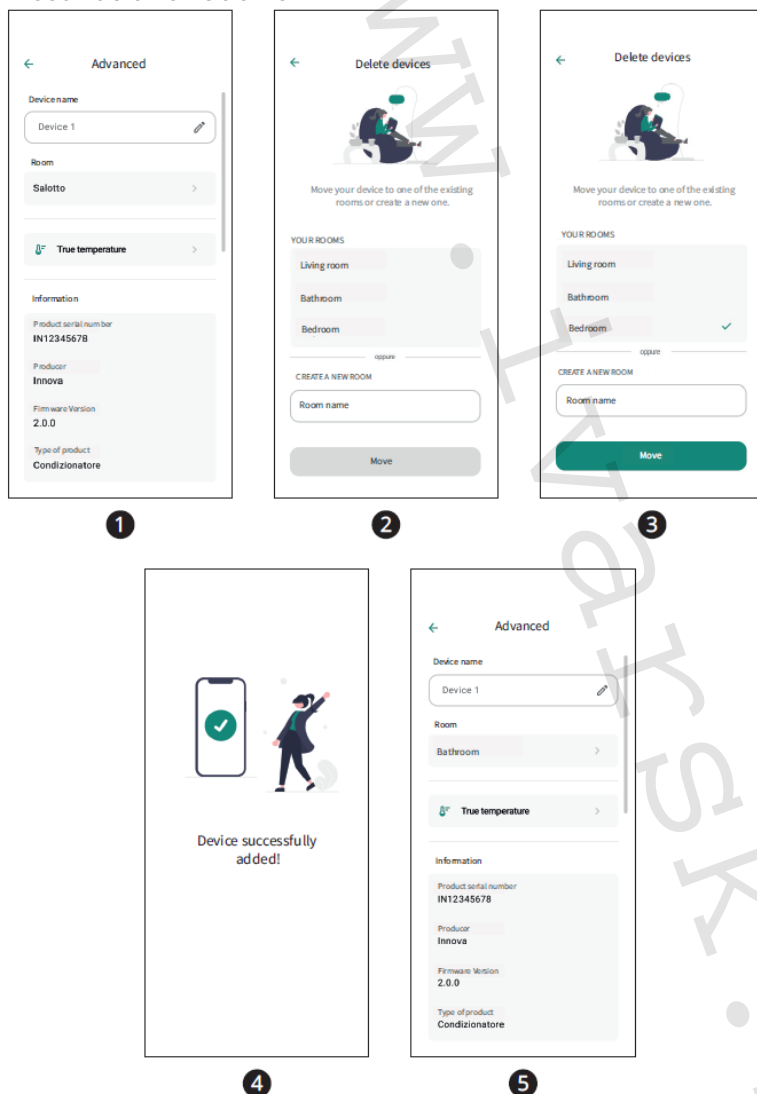 Advanced
Device name
Device 1
Room
Salotto
True temperature
Information
Product serial number
IN12345678
Producer
Innova
Firmware Version
2.0.0
Type of product
Condizionatore
1
Delete devices
Move your device to one of the existing
rooms or create a new one.
YOUR ROOMS
Living room
Bathroom
Bedroom
oppure
CREATE A NEW ROOM
Room name
Move
2
Delete devices
Move your device to one of the existing
rooms or create a new one.
YOUR ROOMS
Living room
Bathroom
Bedroom
oppure
CREATE A NEW ROOM
Room name
Move
3
Device successfully
added!
4
Advanced
Device name
Device 1
Room
Bathroom
True temperature
Information
Product serial number
IN12345678
Producer
Innova
Firmware Version
2.0.0
Type of product
Condizionatore
5